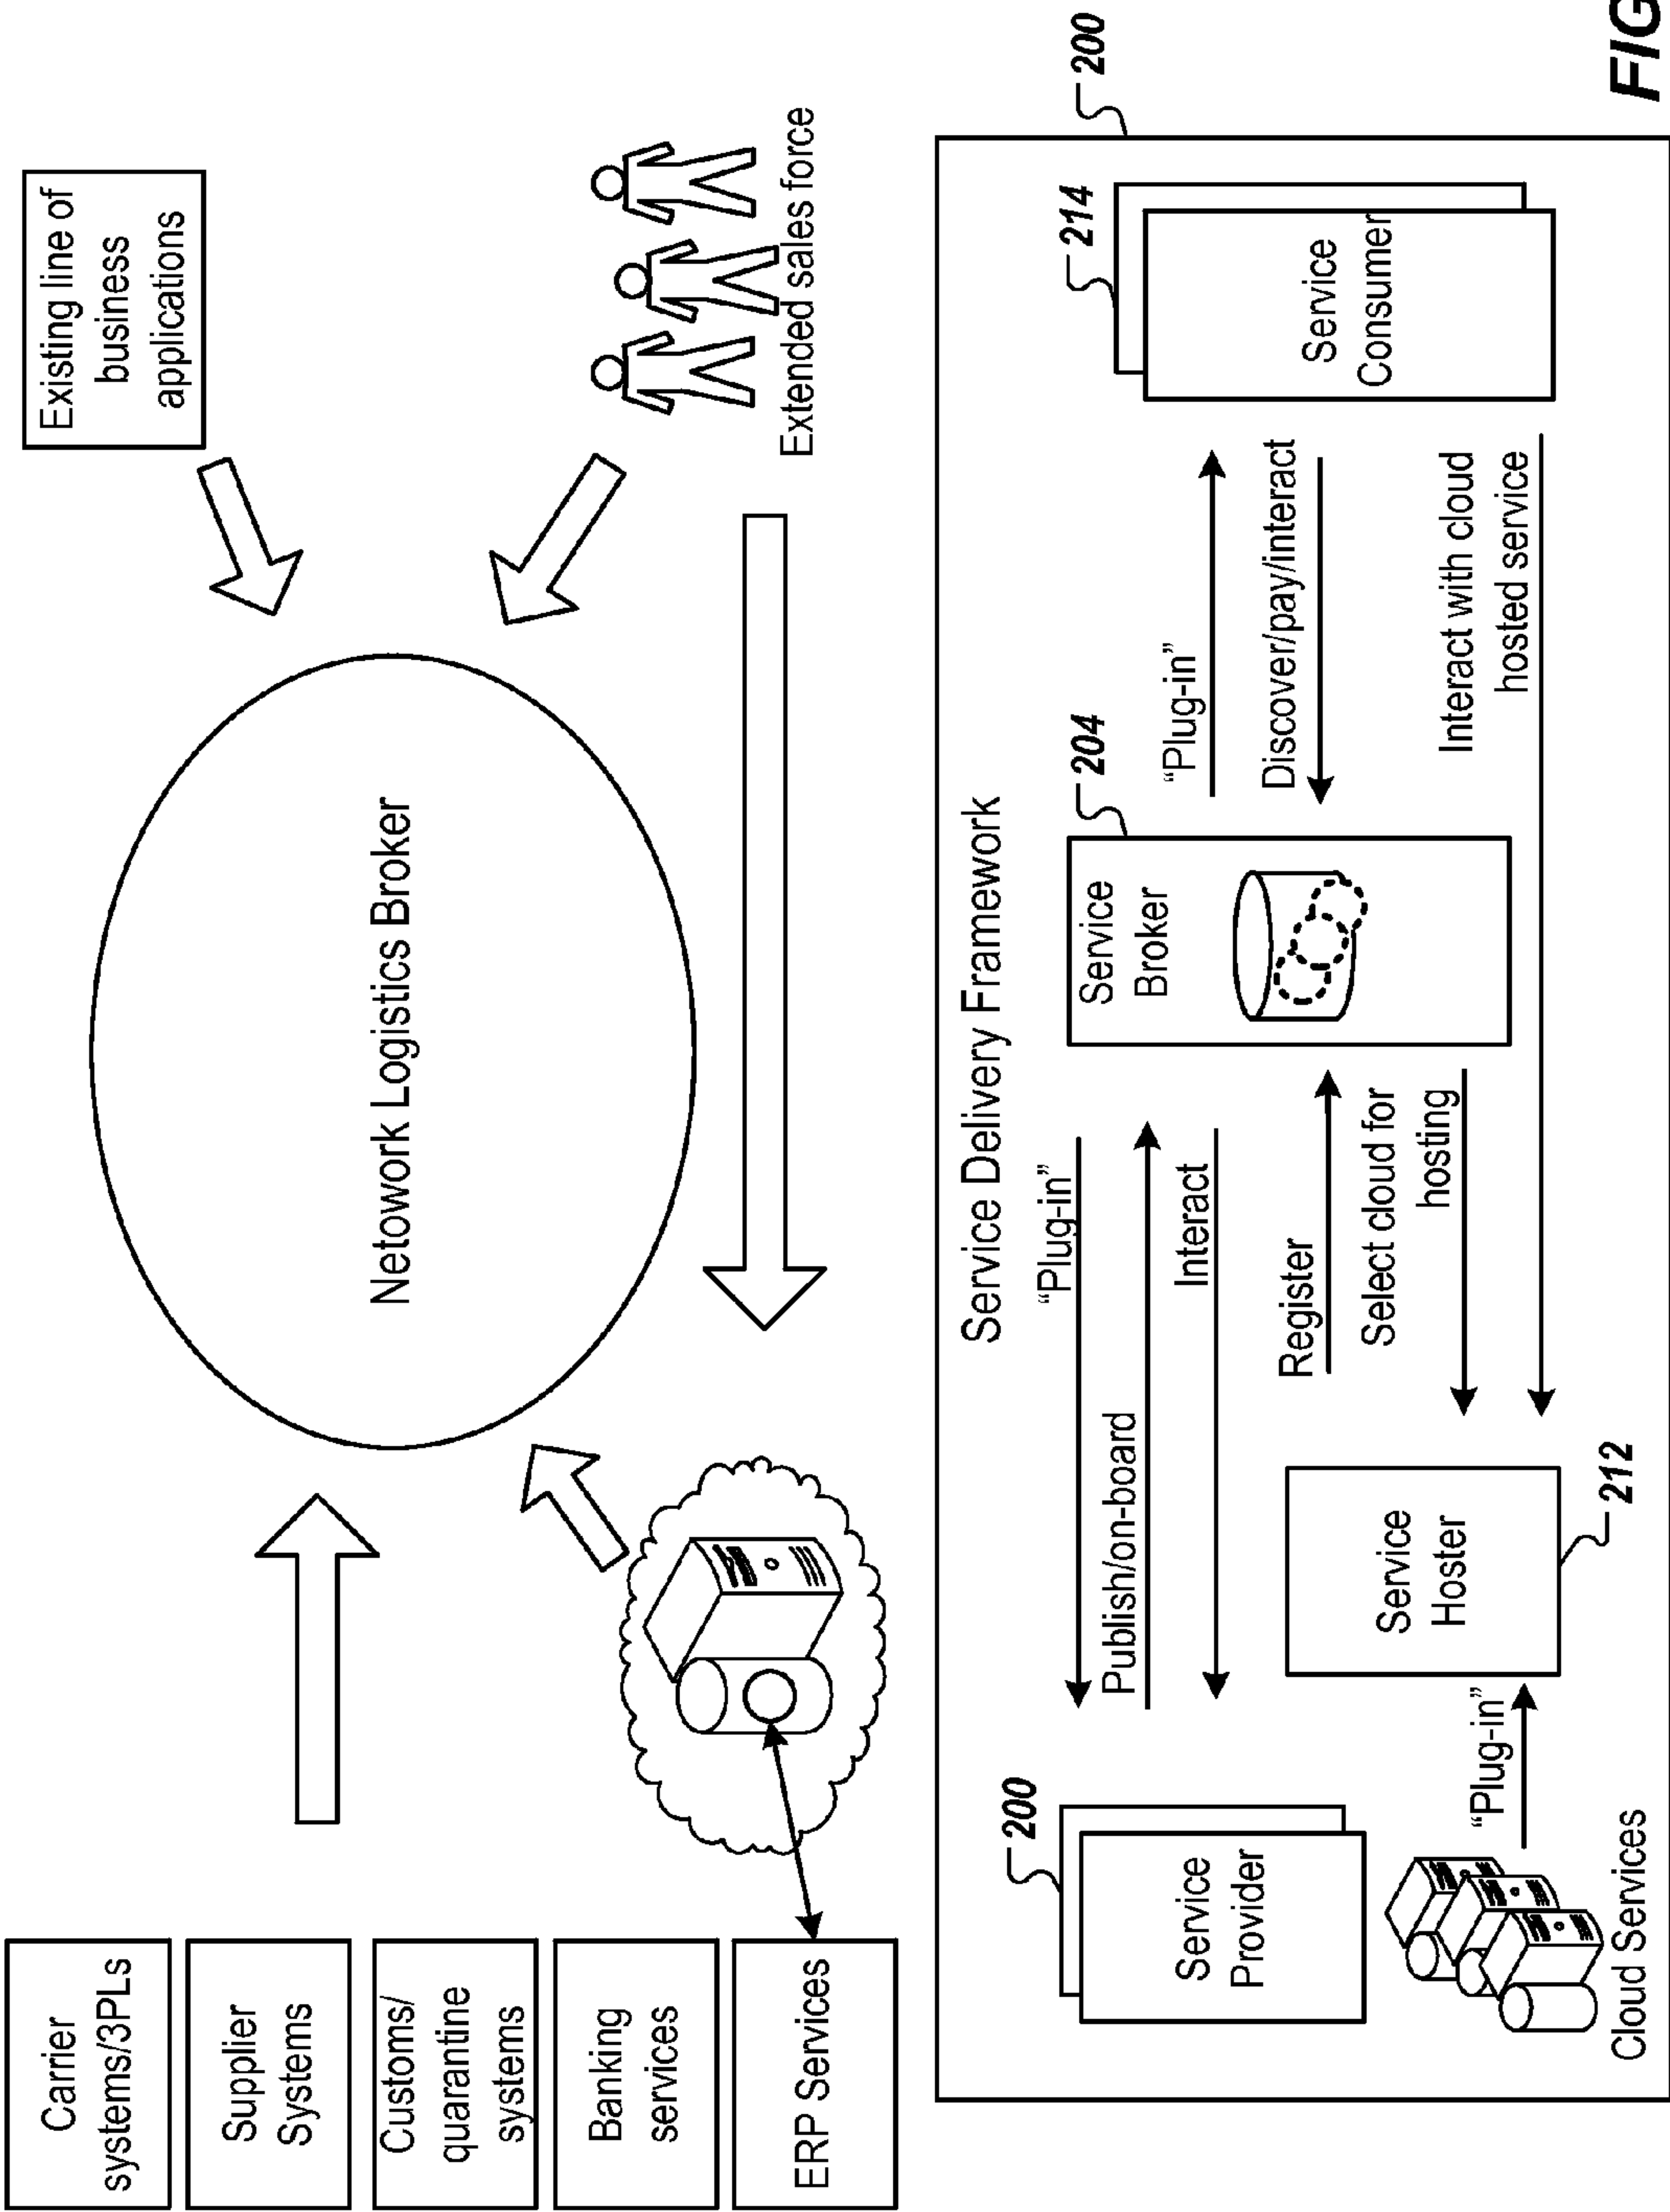 Carrier
systems/3PLs
Supplier
Systems
Customs/
quarantine
systems
Banking
services
ERP Services
Netowork Logistics Broker
Existing line of
business
applications
Extended sales force
Service Delivery Framework
200
200
Service
Provider
"Plug-in"
Publish/on-board
Interact
204
Service
Broker
"Plug-in"
Discover/pay/interact
214
Service
Consumer
Register
Select cloud for
hosting
Interact with cloud
hosted service
Service
Hoster
212
"Plug-in"
Cloud Services
FIG